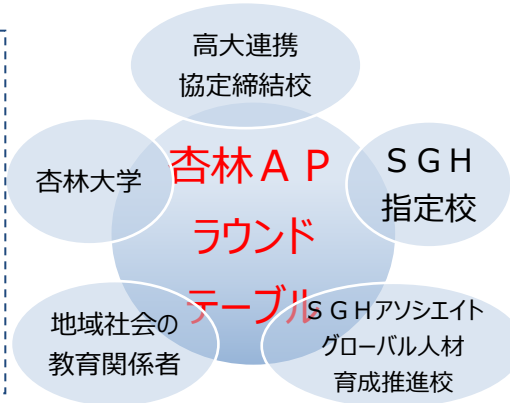 高大連携
協定締結校
杏林大学
杏林ＡＰ
ラウンド
テーブル
ＳＧＨ
指定校
地域社会の
教育関係者
ＳＧＨアソシエイト
グローバル人材
育成推進校